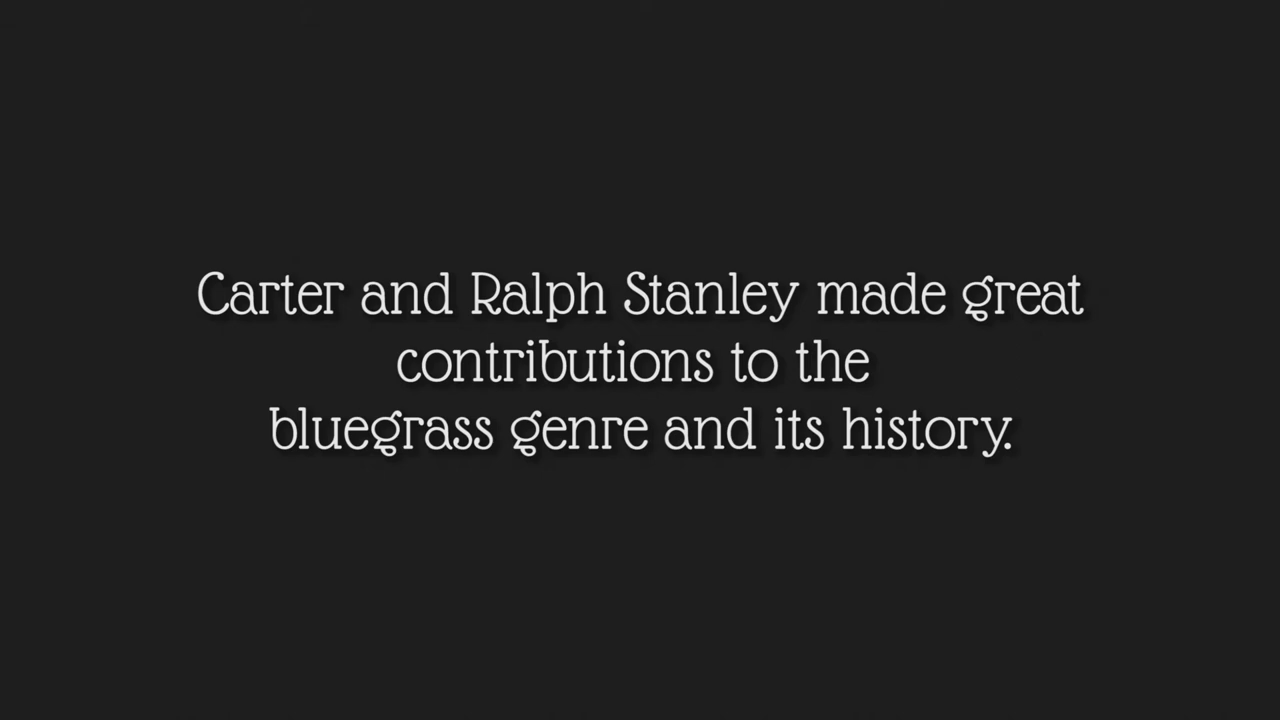 Carter and Ralph Stanley made great
contributions to the
bluegrass genre and its history.